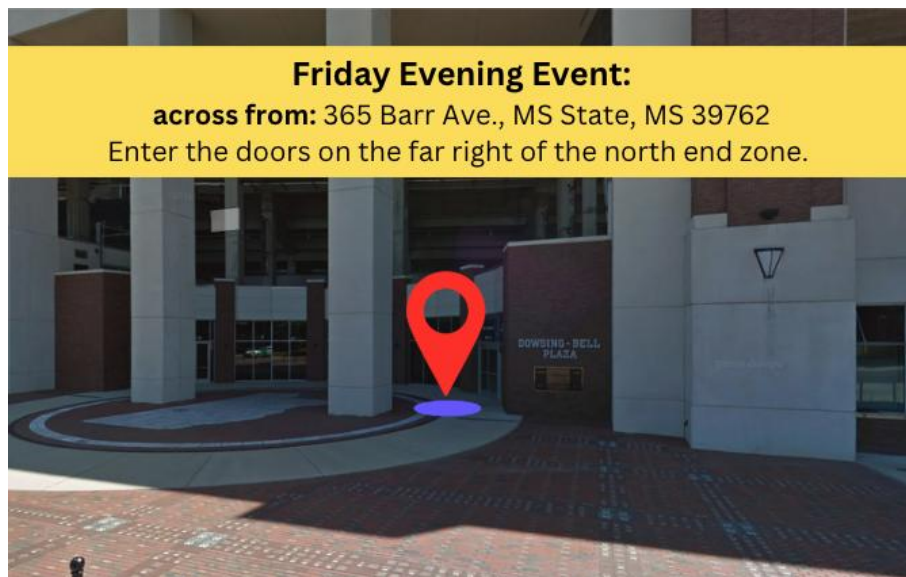 Friday Evening Event:
across from: 365 Barr Ave., MS State, MS 39762
Enter the doors on the far right of the north end zone.
DOWSING-BELL
PLAZA